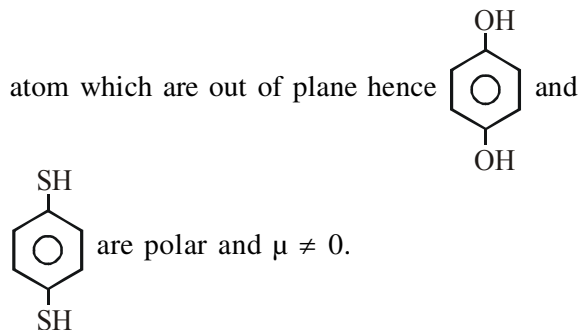 OH
atom which are out of plane hence and
OH
SH
are polar and μ ≠ 0.
SH